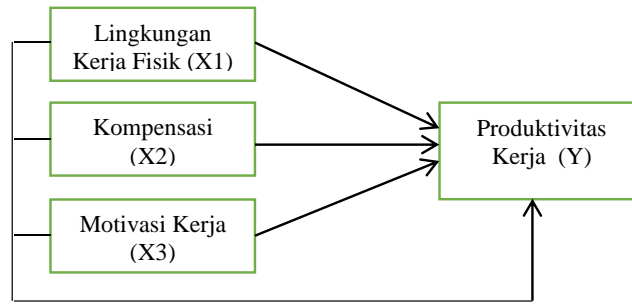 Lingkungan
Kerja Fisik (X1)
Kompensasi
(X2)
Motivasi Kerja
(X3)
Produktivitas
Kerja (Y)